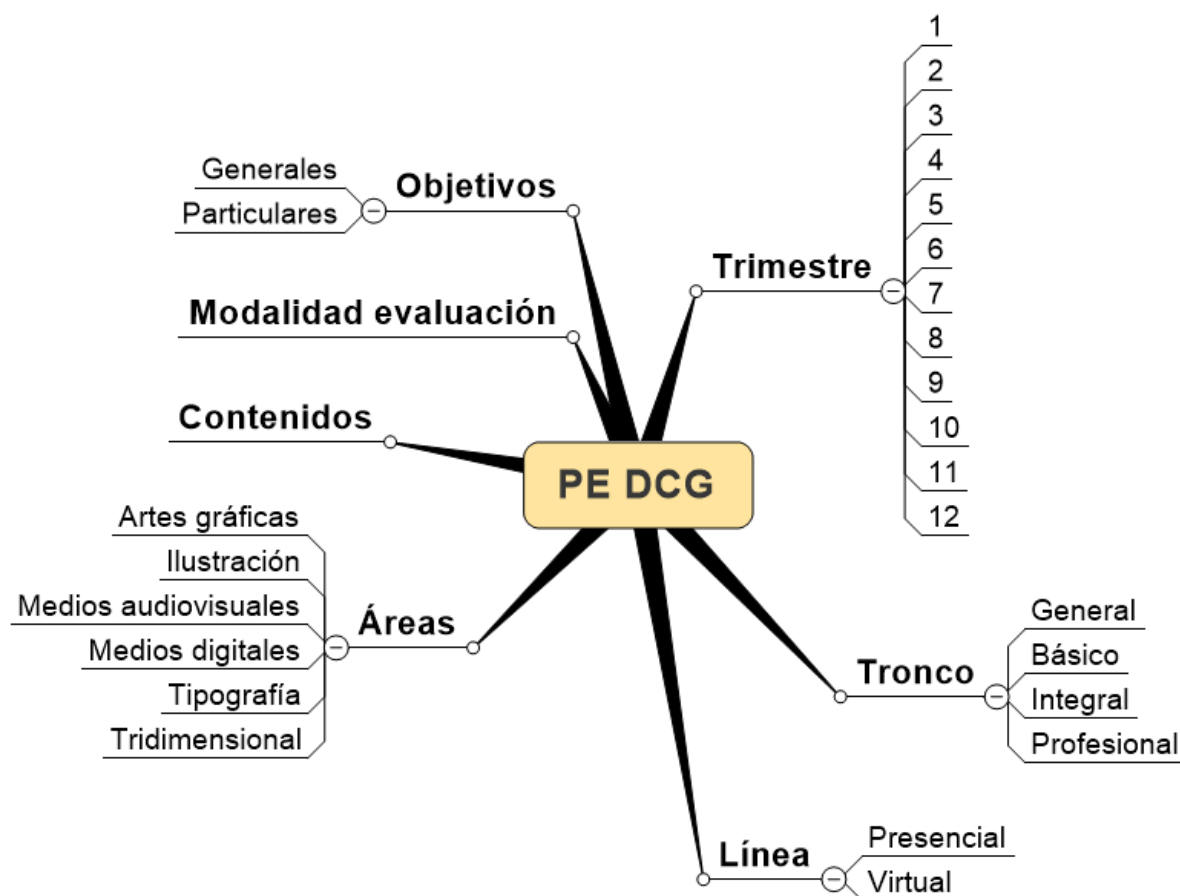 PE DCG
Objetivos
Generales
Particulares
Modalidad evaluación
Contenidos
Áreas
Artes gráficas
Ilustración
Medios audiovisuales
Medios digitales
Tipografía
Tridimensional
Trimestre
1
2
3
4
5
6
7
8
9
10
11
12
Tronco
General
Básico
Integral
Profesional
Línea
Presencial
Virtual